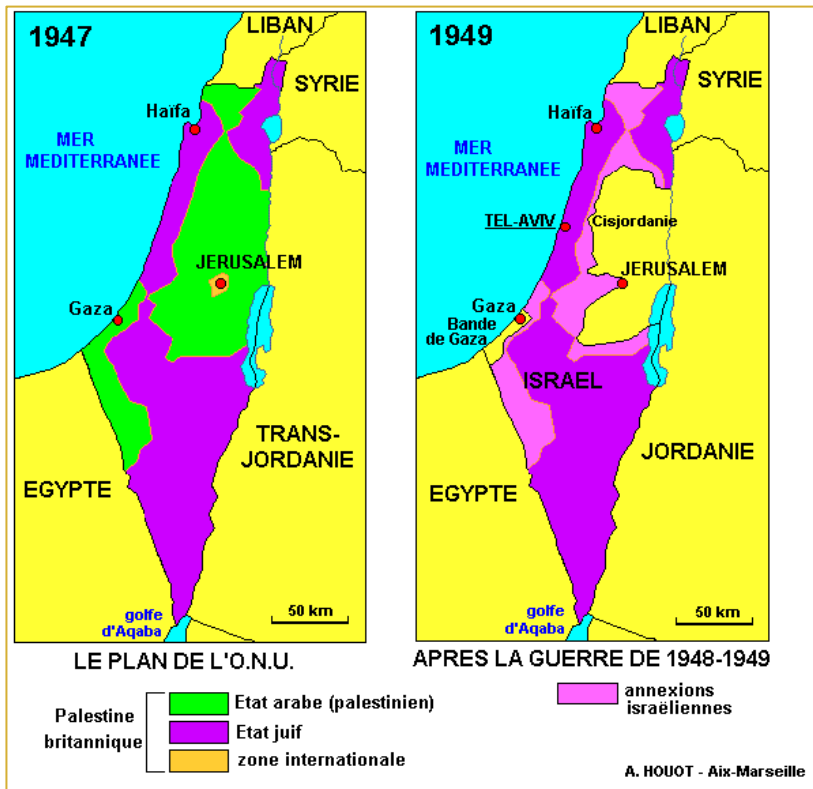 1947
LIBAN
SYRIE
Haïfa
MER
MEDITERRANEE
JERUSALEM
Gaza
TRANS-
JORDANIE
EGYPTE
golfe
d'Aqaba
50 km
LE PLAN DE L'O.N.U.
1949
LIBAN
SYRIE
Haïfa
MER
MEDITERRANEE
TEL-AVIV
Cisjordanie
JERUSALEM
Gaza
Bande
de Gaza
ISRAEL
JORDANIE
EGYPTE
golfe
d'Aqaba
50 km
APRES LA GUERRE DE 1948-1949
Palestine
britannique
Etat arabe (palestinien)
Etat juif
zone internationale
annexions
israëliennes
A. HOUOT - Aix-Marseille